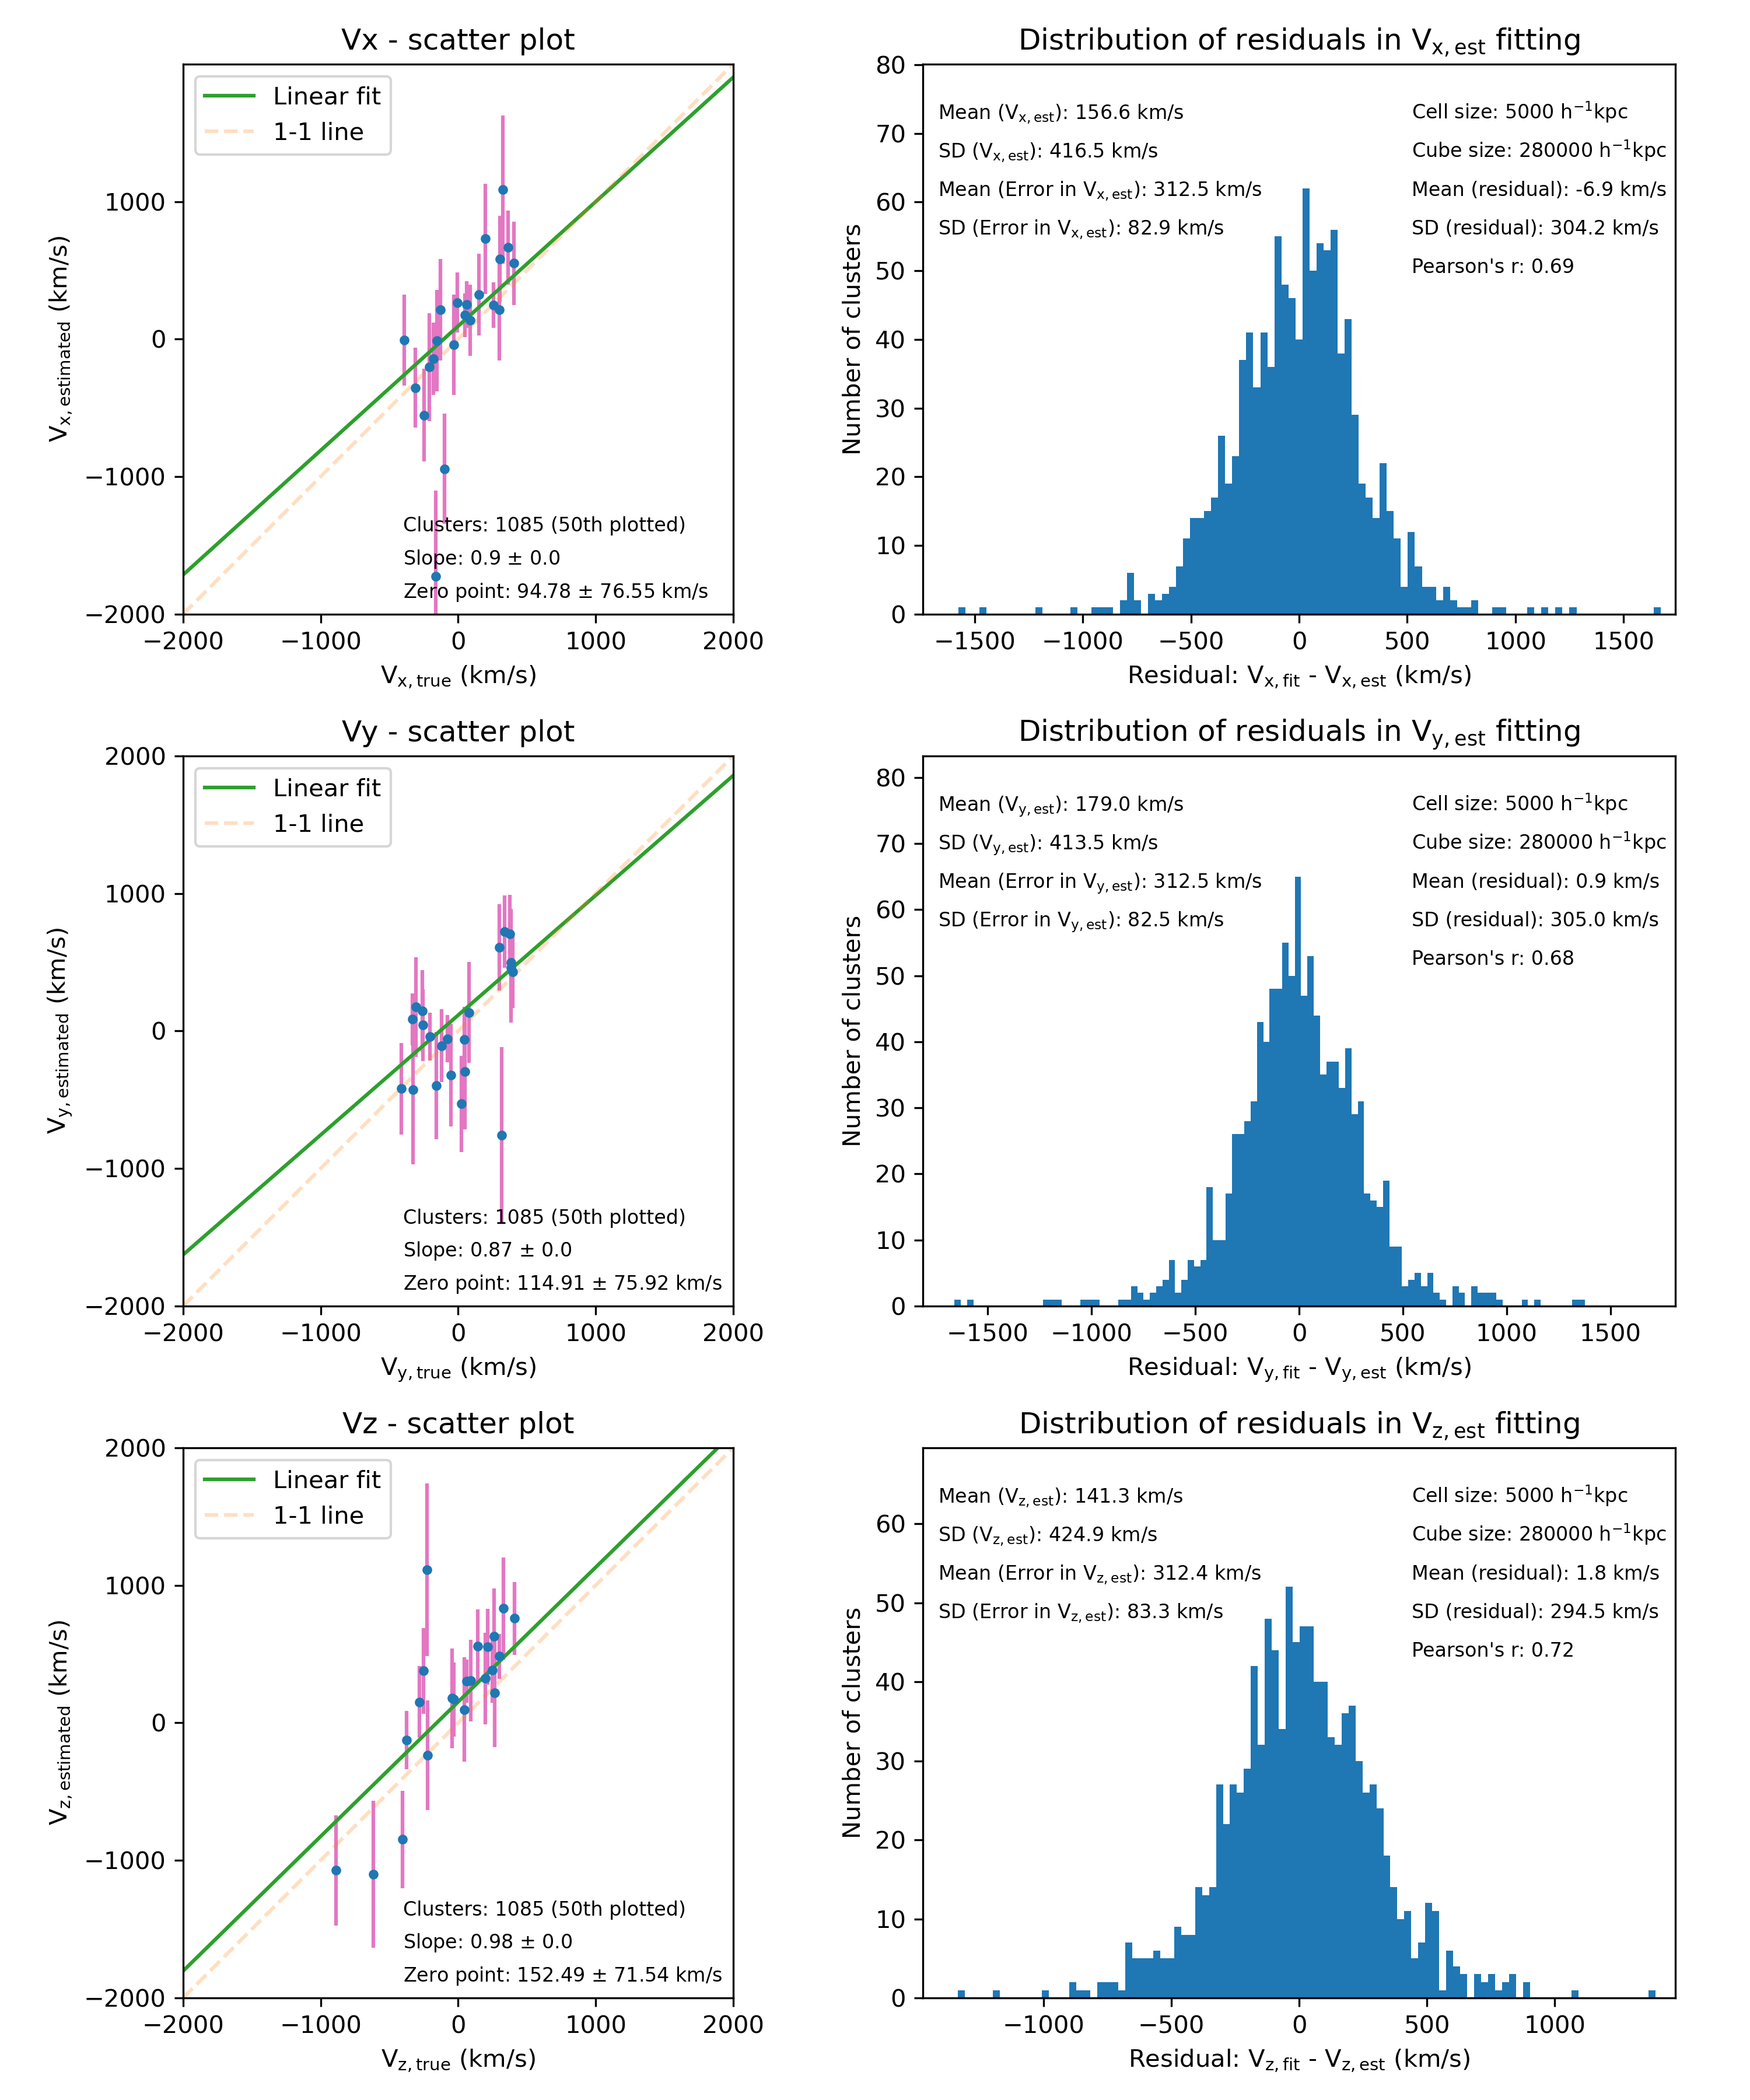 Vx - scatter plot
Linear fit
1-1 line
1000
0
−1000
−2000
V_x, estimated (km/s)
Clusters: 1085 (50th plotted)
Slope: 0.9 ± 0.0
Zero point: 94.78 ± 76.55 km/s
−2000 −1000 0 1000 2000
V_x, true (km/s)
Distribution of residuals in V_x, est fitting
80
70
60
50
40
30
20
10
0
Number of clusters
Mean (V_x, est): 156.6 km/s
SD (V_x, est): 416.5 km/s
Mean (Error in V_x, est): 312.5 km/s
SD (Error in V_x, est): 82.9 km/s
Cell size: 5000 h⁻¹kpc
Cube size: 280000 h⁻¹kpc
Mean (residual): -6.9 km/s
SD (residual): 304.2 km/s
Pearson's r: 0.69
−1500 −1000 −500 0 500 1000 1500
Residual: V_x, fit - V_x, est (km/s)
Vy - scatter plot
Linear fit
1-1 line
2000
1000
0
−1000
−2000
V_y, estimated (km/s)
Clusters: 1085 (50th plotted)
Slope: 0.87 ± 0.0
Zero point: 114.91 ± 75.92 km/s
−2000 −1000 0 1000 2000
V_y, true (km/s)
Distribution of residuals in V_y, est fitting
80
70
60
50
40
30
20
10
0
Number of clusters
Mean (V_y, est): 179.0 km/s
SD (V_y, est): 413.5 km/s
Mean (Error in V_y, est): 312.5 km/s
SD (Error in V_y, est): 82.5 km/s
Cell size: 5000 h⁻¹kpc
Cube size: 280000 h⁻¹kpc
Mean (residual): 0.9 km/s
SD (residual): 305.0 km/s
Pearson's r: 0.68
−1500 −1000 −500 0 500 1000 1500
Residual: V_y, fit - V_y, est (km/s)
Vz - scatter plot
Linear fit
1-1 line
2000
1000
0
−1000
−2000
V_z, estimated (km/s)
Clusters: 1085 (50th plotted)
Slope: 0.98 ± 0.0
Zero point: 152.49 ± 71.54 km/s
−2000 −1000 0 1000 2000
V_z, true (km/s)
Distribution of residuals in V_z, est fitting
60
50
40
30
20
10
0
Number of clusters
Mean (V_z, est): 141.3 km/s
SD (V_z, est): 424.9 km/s
Mean (Error in V_z, est): 312.4 km/s
SD (Error in V_z, est): 83.3 km/s
Cell size: 5000 h⁻¹kpc
Cube size: 280000 h⁻¹kpc
Mean (residual): 1.8 km/s
SD (residual): 294.5 km/s
Pearson's r: 0.72
−1000 −500 0 500 1000
Residual: V_z, fit - V_z, est (km/s)